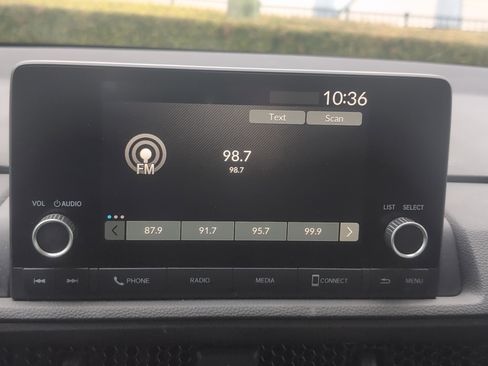 10:36
Text Scan
98.7
FM 98.7
VOL AUDIO
LIST SELECT
87.9 91.7 95.7 99.9
PHONE RADIO MEDIA CONNECT MENU